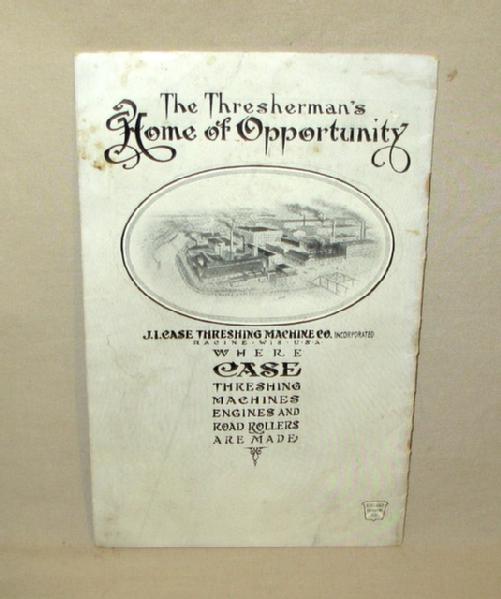 The Thresherman's
Home of Opportunity
J.I.CASE THRESHING MACHINE CO. INCORPORATED
RACINE · WIS · U·S·A
WHERE
CASE
THRESHING
MACHINES
ENGINES AND
ROAD ROLLERS
ARE MADE